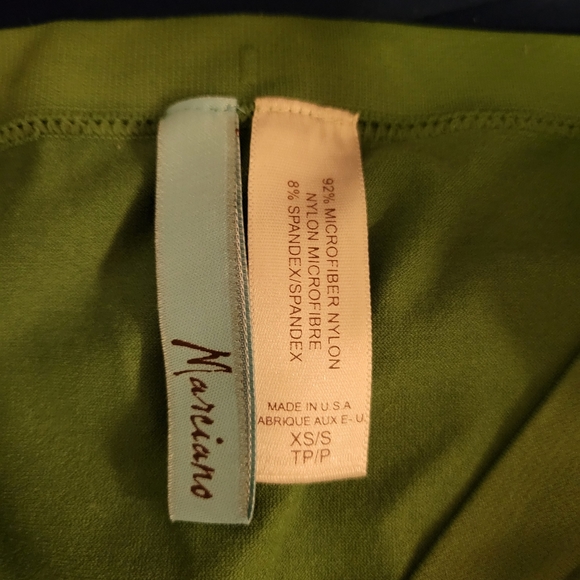 Marciano
92% MICROFIBER NYLON
NYLON MICROFIBRE
8% SPANDEX/SPANDEX
MADE IN U S A
ABRIQUE AUX E- U
XS/S
TP/P